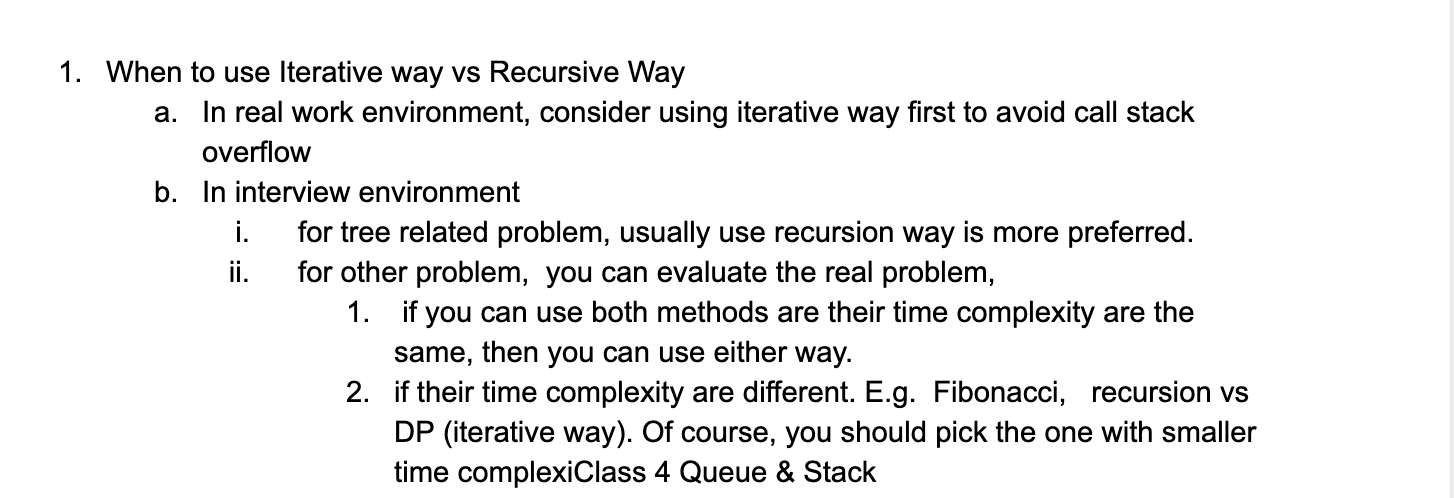 1. When to use Iterative way vs Recursive Way
a. In real work environment, consider using iterative way first to avoid call stack
overflow
b. In interview environment
i. for tree related problem, usually use recursion way is more preferred.
ii. for other problem,  you can evaluate the real problem,
1. if you can use both methods are their time complexity are the
same, then you can use either way.
2. if their time complexity are different. E.g.  Fibonacci,   recursion vs
DP (iterative way). Of course, you should pick the one with smaller
time complexiClass 4 Queue & Stack